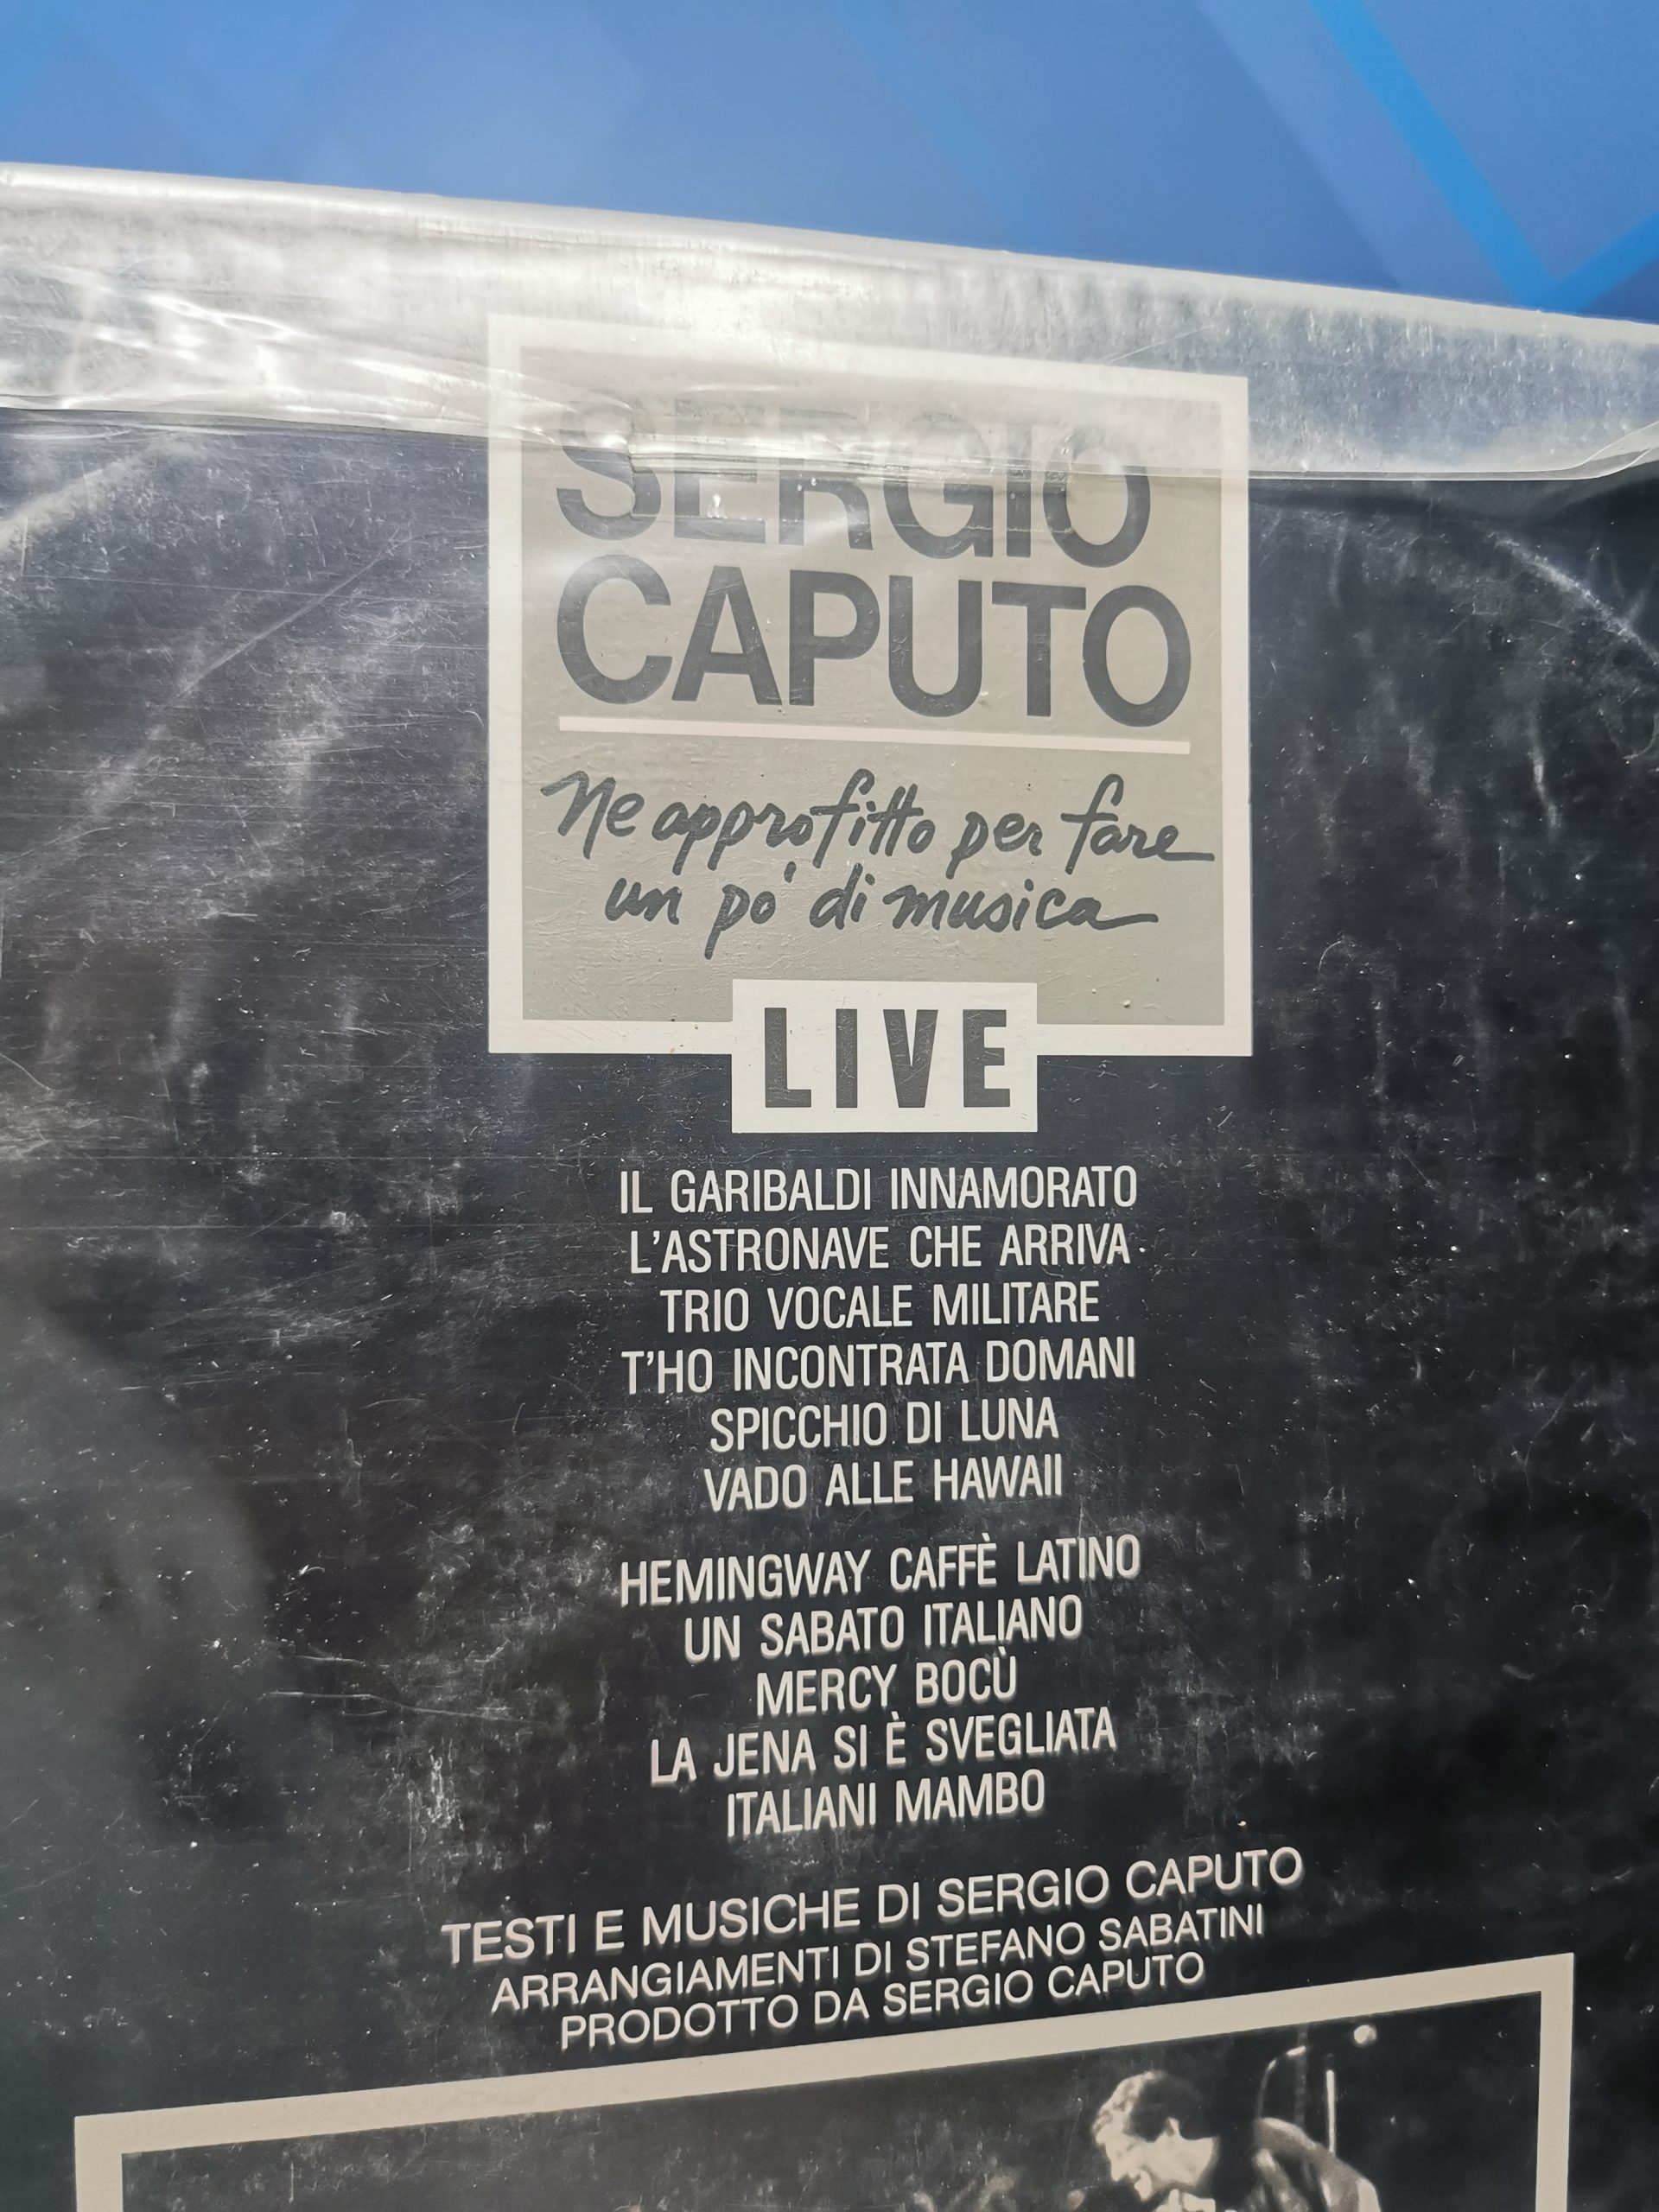 SERGIO
CAPUTO
Ne approfitto per fare
un po' di musica
LIVE
IL GARIBALDI INNAMORATO
L'ASTRONAVE CHE ARRIVA
TRIO VOCALE MILITARE
T'HO INCONTRATA DOMANI
SPICCHIO DI LUNA
VADO ALLE HAWAII
HEMINGWAY CAFFÈ LATINO
UN SABATO ITALIANO
MERCY BOCÙ
LA JENA SI È SVEGLIATA
ITALIANI MAMBO
TESTI E MUSICHE DI SERGIO CAPUTO
ARRANGIAMENTI DI STEFANO SABATINI
PRODOTTO DA SERGIO CAPUTO